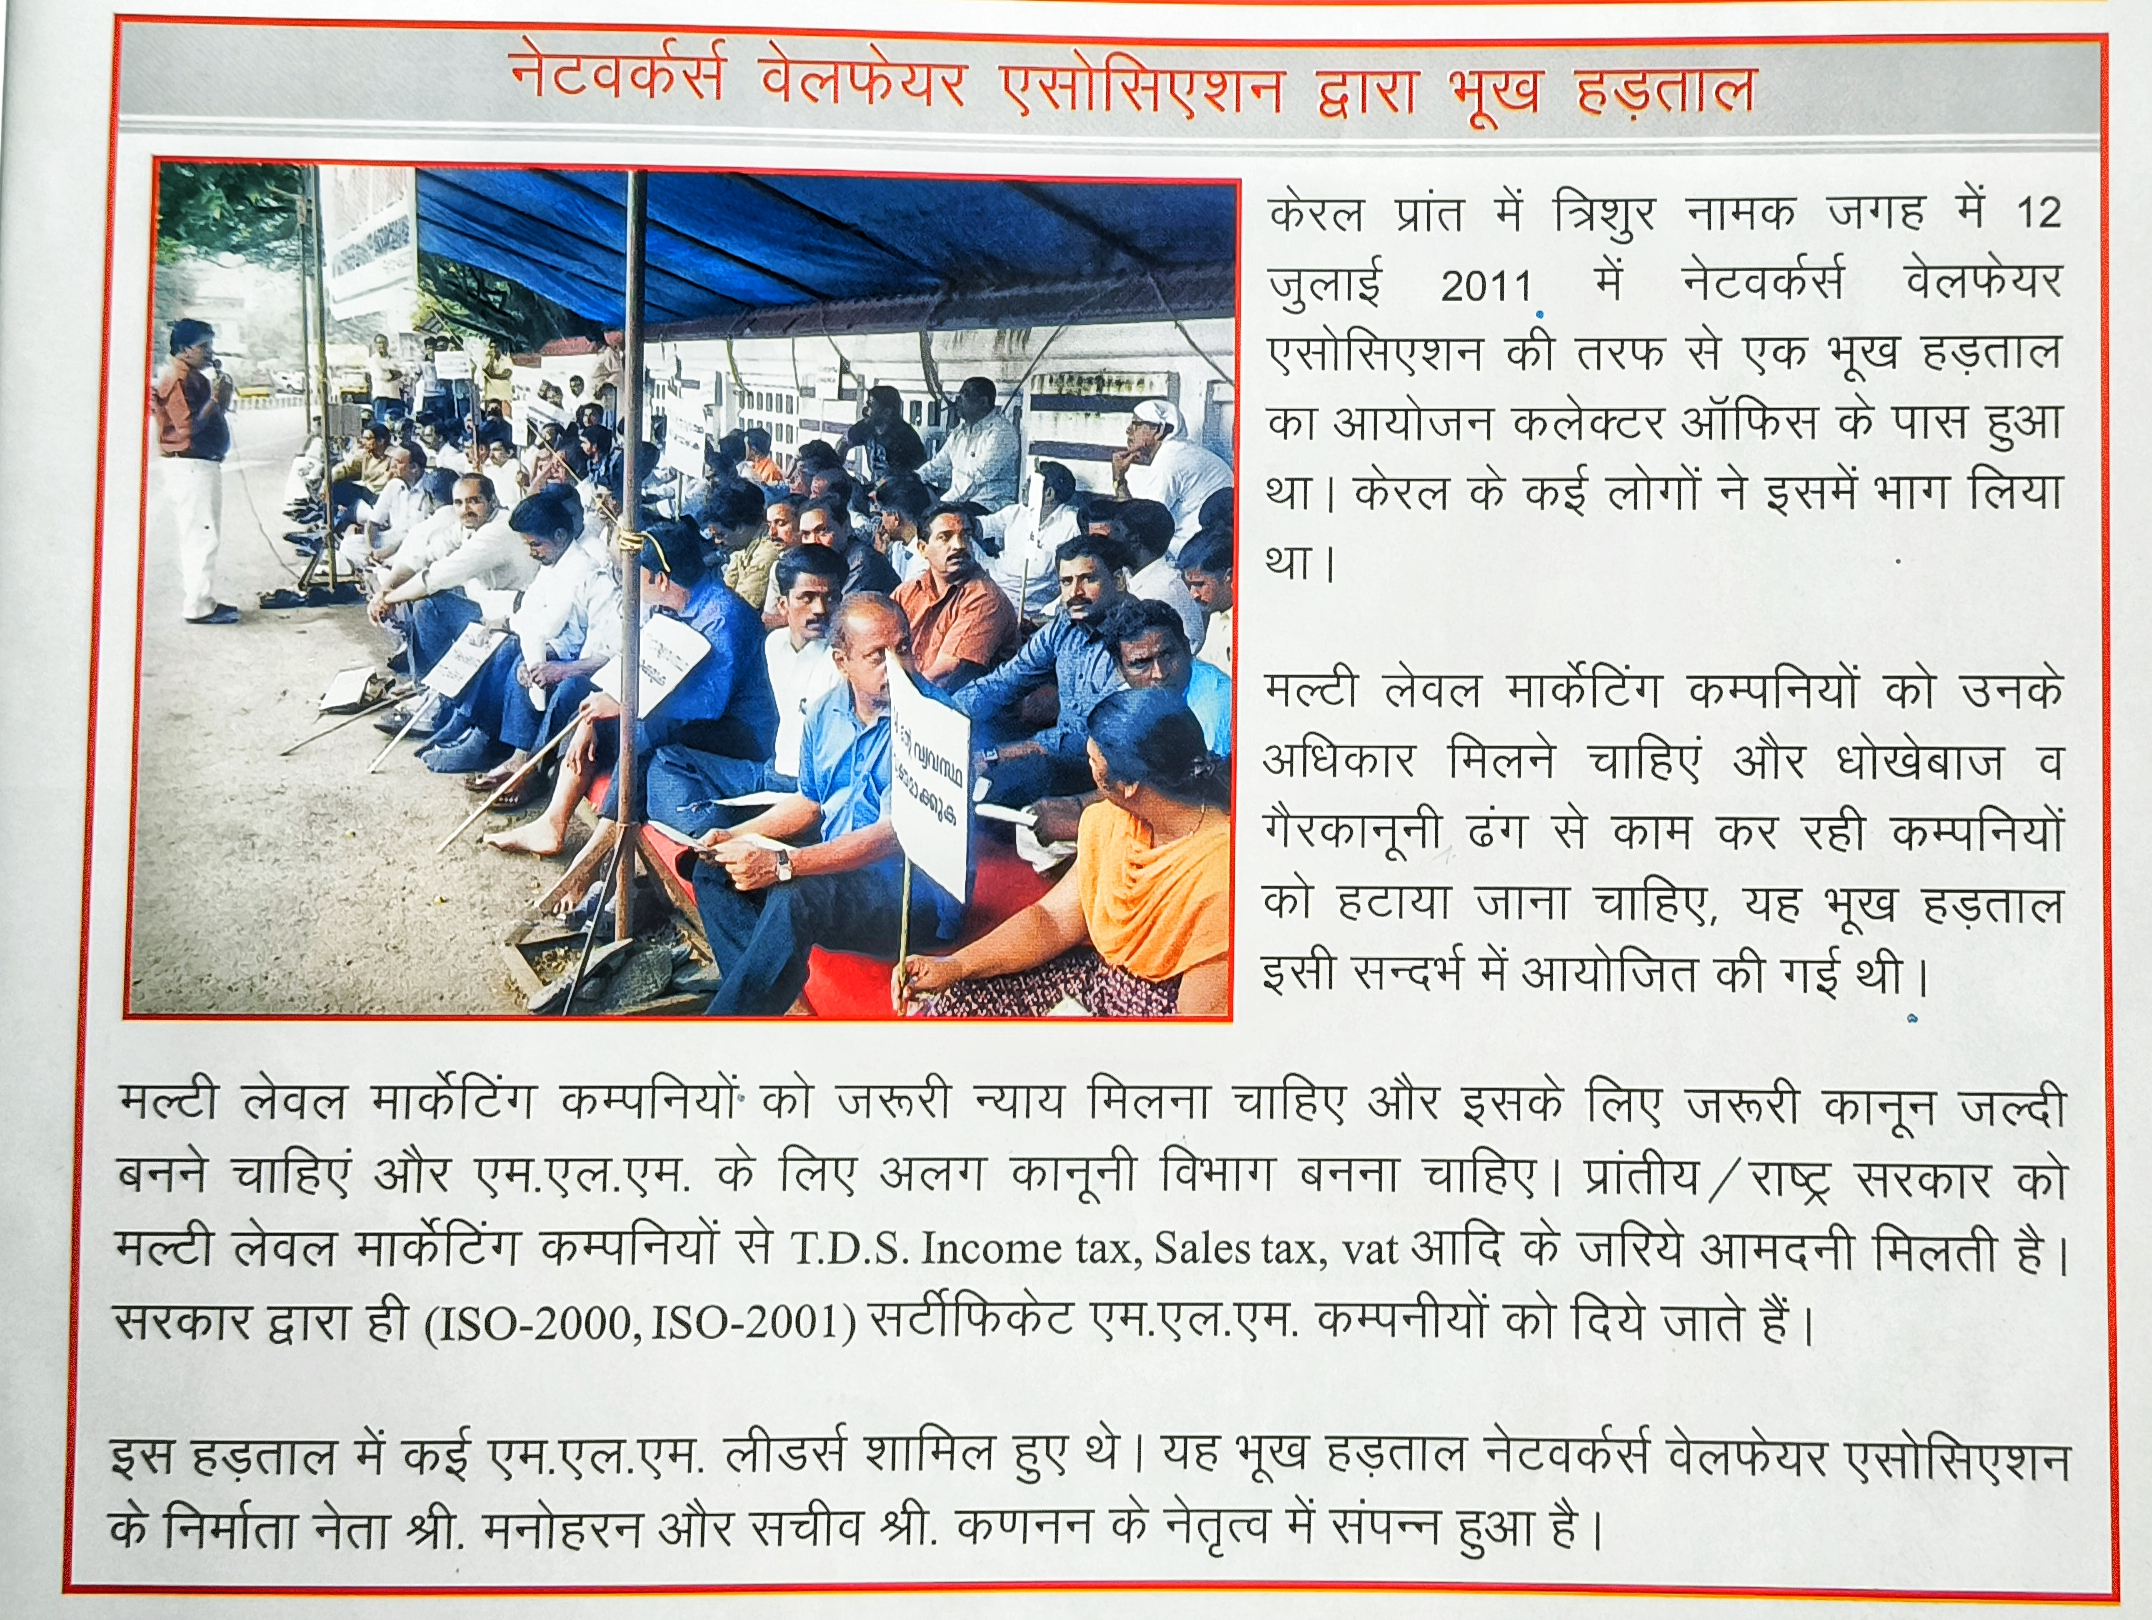 नेटवर्कर्स वेलफेयर एसोसिएशन द्वारा भूख हड़ताल
केरल प्रांत में त्रिशुर नामक जगह में 12
जुलाई 2011 में नेटवर्कर्स वेलफेयर
एसोसिएशन की तरफ से एक भूख हड़ताल
का आयोजन कलेक्टर ऑफिस के पास हुआ
था। केरल के कई लोगों ने इसमें भाग लिया
था।
मल्टी लेवल मार्केटिंग कम्पनियों को उनके
अधिकार मिलने चाहिएं और धोखेबाज व
गैरकानूनी ढंग से काम कर रही कम्पनियों
को हटाया जाना चाहिए, यह भूख हड़ताल
इसी सन्दर्भ में आयोजित की गई थी।
വ്യവസ്ഥ
मल्टी लेवल मार्केटिंग कम्पनियों को जरूरी न्याय मिलना चाहिए और इसके लिए जरूरी कानून जल्दी
बनने चाहिएं और एम.एल.एम. के लिए अलग कानूनी विभाग बनना चाहिए। प्रांतीय/राष्ट्र सरकार को
मल्टी लेवल मार्केटिंग कम्पनियों से T.D.S. Income tax, Sales tax, vat आदि के जरिये आमदनी मिलती है।
सरकार द्वारा ही (ISO-2000, ISO-2001) सर्टीफिकेट एम.एल.एम. कम्पनीयों को दिये जाते हैं।
इस हड़ताल में कई एम.एल.एम. लीडर्स शामिल हुए थे। यह भूख हड़ताल नेटवर्कर्स वेलफेयर एसोसिएशन
के निर्माता नेता श्री. मनोहरन और सचीव श्री. कणनन के नेतृत्व में संपन्न हुआ है।